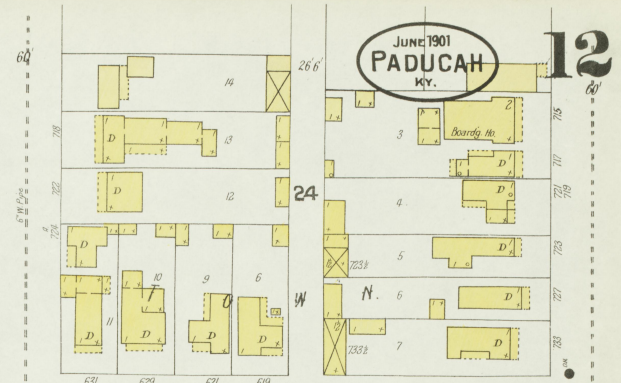 JUNE 1901
PADUCAH
KY.
12
60'
60'
26'6"
14
2
718
13
3
Boardg. Ho.
715
D
D
717
722
D
12
24
4
D
721
719
6" W. Pipe
724
D
5
D
723
723½
10
9
6
W
N.
6
D
727
11
D
D
D
D
7
D
733
733½
631
629
621
619